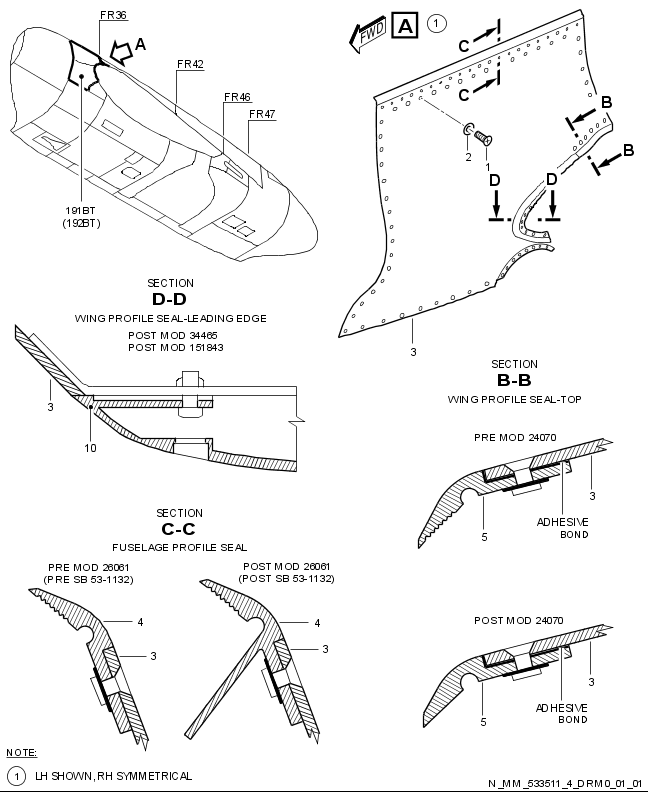 FR36
A
FR42
FR46
FR47
191BT
(192BT)
FWD
A
1
C
C
B
B
2
1
D
D
3
SECTION
D-D
WING PROFILE SEAL-LEADING EDGE
POST MOD 34465
POST MOD 151843
3
10
SECTION
B-B
WING PROFILE SEAL-TOP
PRE MOD 24070
3
5
ADHESIVE
BOND
SECTION
C-C
FUSELAGE PROFILE SEAL
PRE MOD 26061
(PRE SB 53-1132)
4
3
POST MOD 26061
(POST SB 53-1132)
4
3
POST MOD 24070
3
5
ADHESIVE
BOND
NOTE:
1 LH SHOWN, RH SYMMETRICAL
N_MM_533511_4_DRM0_01_01